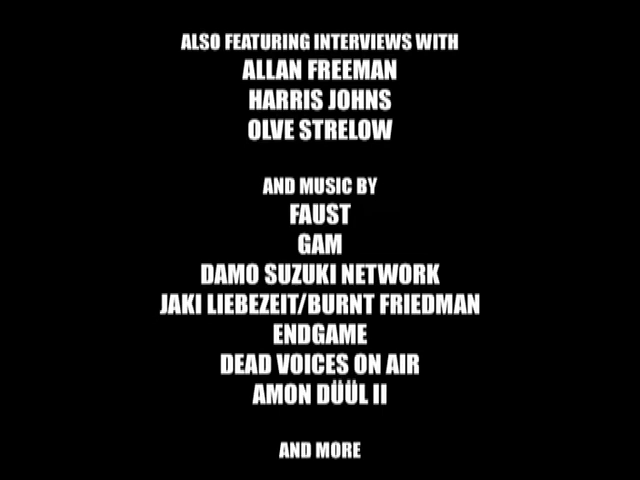 ALSO FEATURING INTERVIEWS WITH
ALLAN FREEMAN
HARRIS JOHNS
OLVE STRELOW
AND MUSIC BY
FAUST
GAM
DAMO SUZUKI NETWORK
JAKI LIEBEZEIT/BURNT FRIEDMAN
ENDGAME
DEAD VOICES ON AIR
AMON DÜÜL II
AND MORE